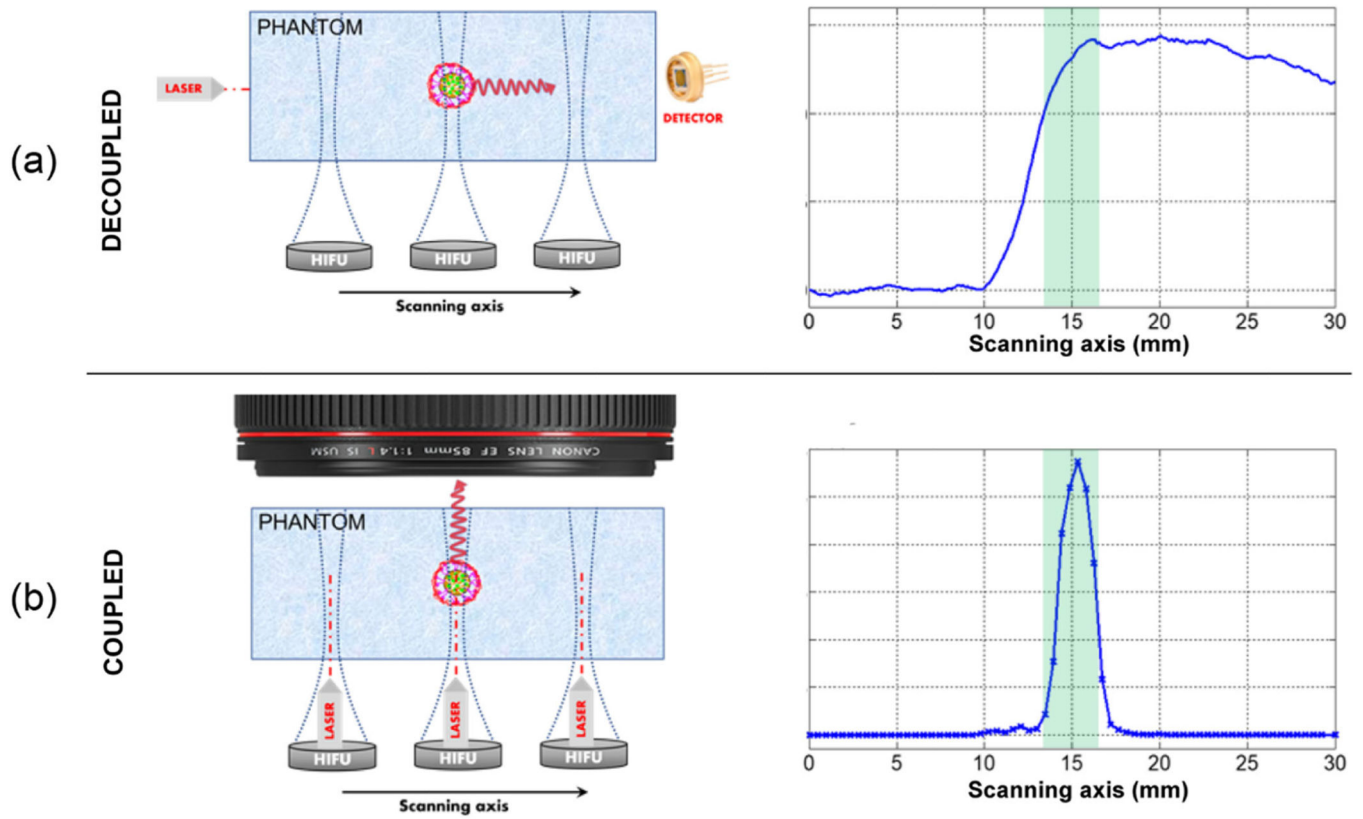 (a)
DECOUPLED
PHANTOM
LASER
DETECTOR
HIFU
HIFU
HIFU
Scanning axis
0 5 10 15 20 25 30
Scanning axis (mm)
(b)
COUPLED
CANON LENS EF 85mm 1:1.4 L IS USM
PHANTOM
LASER
LASER
LASER
HIFU
HIFU
HIFU
Scanning axis
0 5 10 15 20 25 30
Scanning axis (mm)